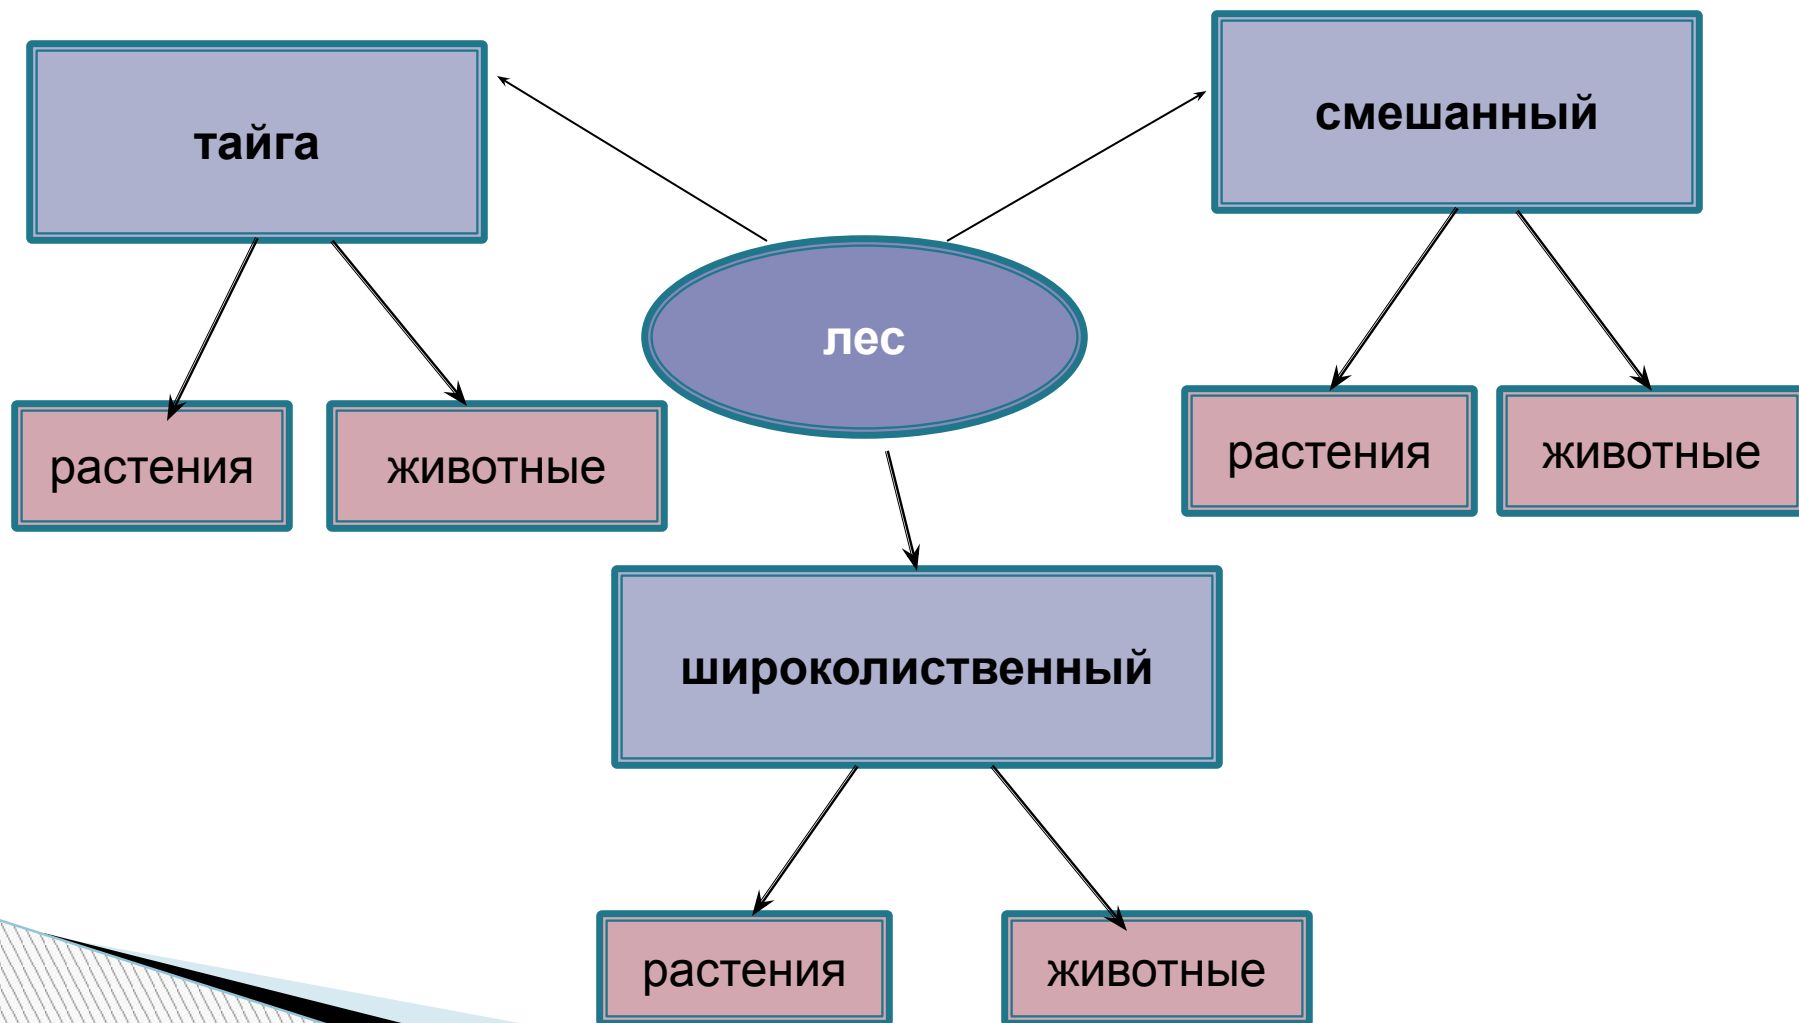 тайга
смешанный
лес
растения
животные
растения
животные
широколиственный
растения
животные